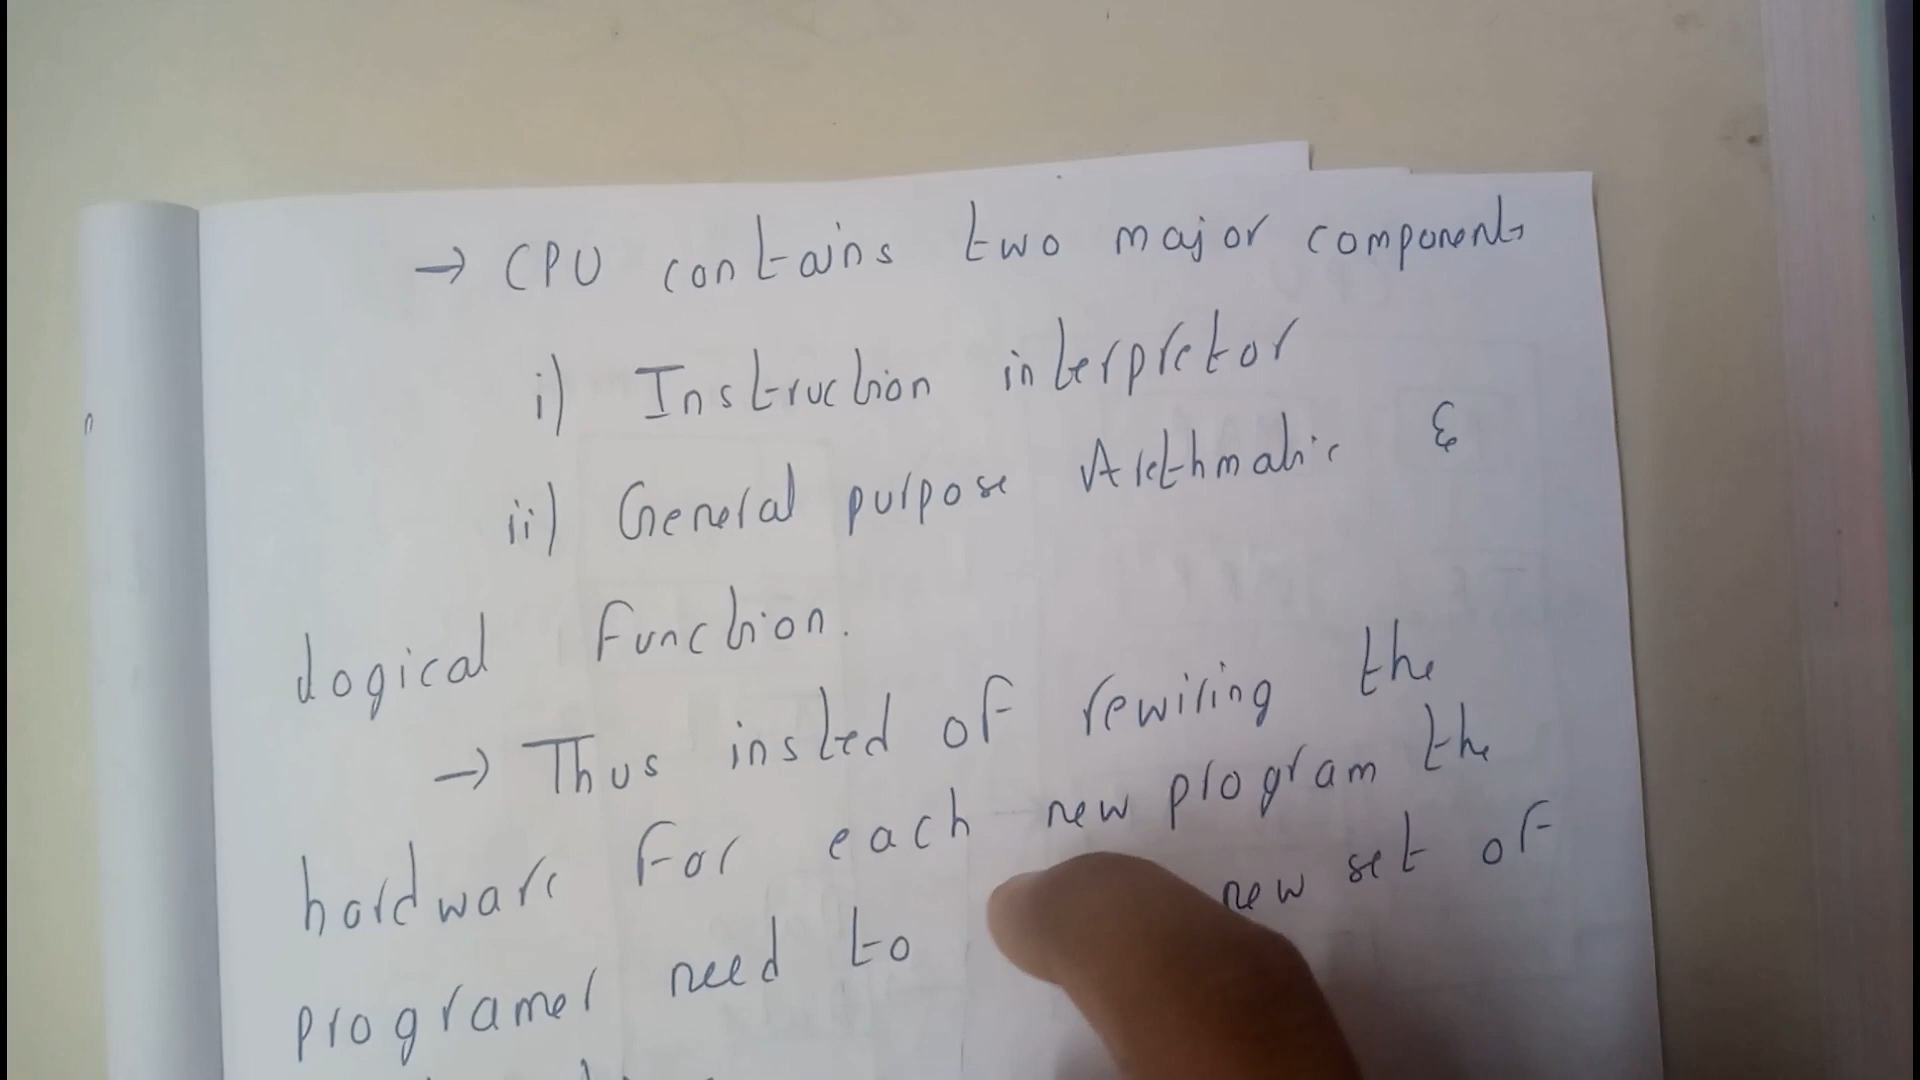 → CPU contains two major components
i) Instruction interpretor
ii) General purpose Arethmatic &
Logical Function.
→ Thus insted of rewiring the
hardware For each new program the
programer need to new set of